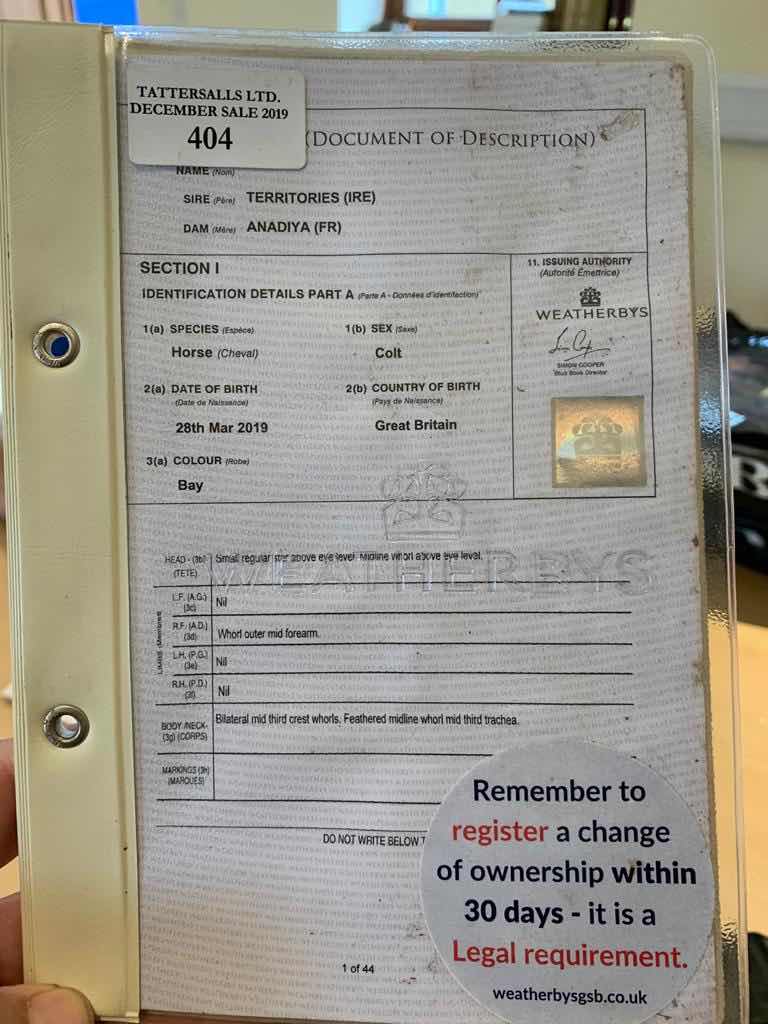 TATTERSALLS LTD.
DECEMBER SALE 2019
404
(DOCUMENT OF DESCRIPTION)
NAME (Nom)
SIRE (Père) TERRITORIES (IRE)
DAM (Mère) ANADIYA (FR)
SECTION I
IDENTIFICATION DETAILS PART A (Partie A - Données d'identification)
1(a) SPECIES (Espèce) 1(b) SEX (Sexe)
Horse (Cheval) Colt
2(a) DATE OF BIRTH 2(b) COUNTRY OF BIRTH
(Date de Naissance) (Pays de Naissance)
28th Mar 2019 Great Britain
3(a) COLOUR (Robe)
Bay
11. ISSUING AUTHORITY
(Autorité Émettrice)
WEATHERBYS
SIMON COOPER
Stud Book Director
WEATHERBYS
HEAD - (3b) Small regular star above eye level. Midline whorl above eye level.
(TETE)
LIMBS -(Membres)
L.F. (A.G.) Nil
(3c)
R.F. (A.D.) Whorl outer mid forearm.
(3d)
L.H. (P.G.) Nil
(3e)
R.H. (P.D.) Nil
(3f)
BODY /NECK- Bilateral mid third crest whorls. Feathered midline whorl mid third trachea.
(3g) (CORPS)
MARKINGS (3h)
(MARQUES)
DO NOT WRITE BELOW
1 of 44
Remember to
register a change
of ownership within
30 days - it is a
Legal requirement.
weatherbysgsb.co.uk